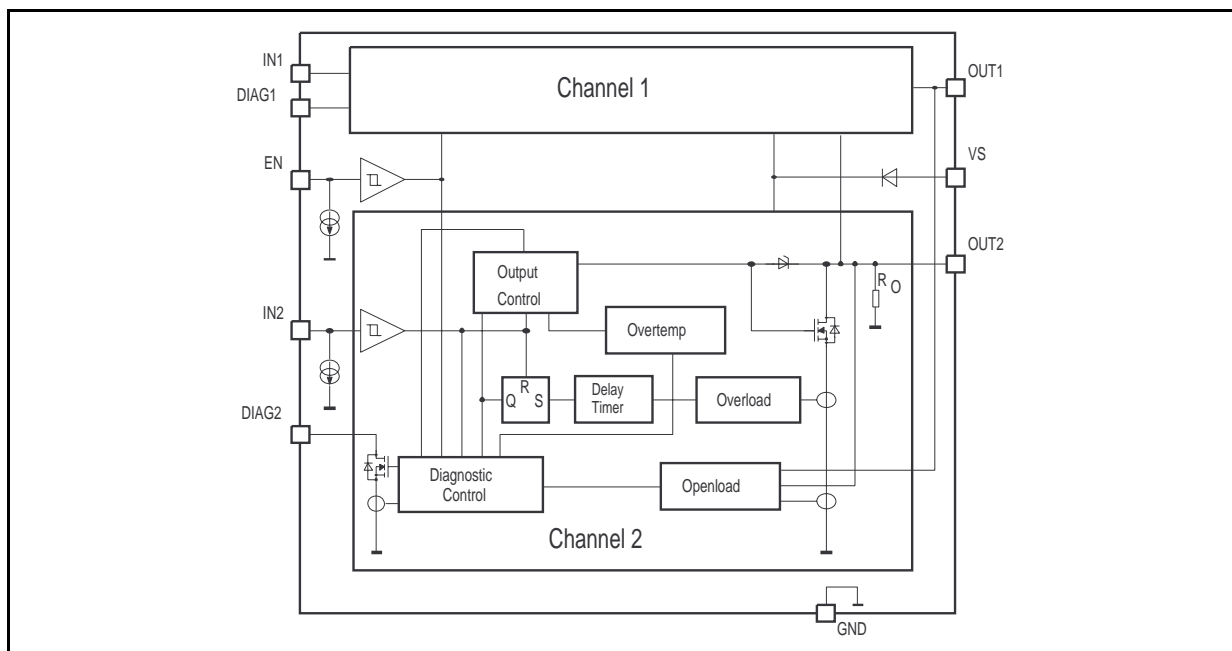 IN1
DIAG1
Channel 1
OUT1
EN
VS
OUT2
Output
Control
R
O
IN2
Overtemp
R
Q
S
Delay
Timer
Overload
DIAG2
Diagnostic
Control
Openload
Channel 2
GND